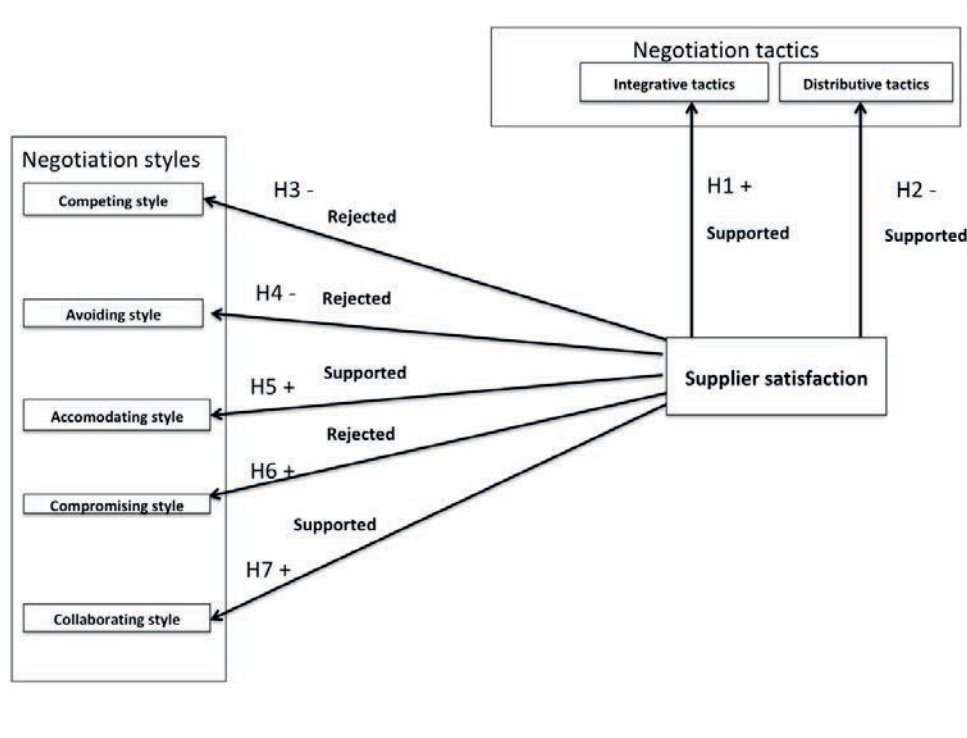 Negotiation tactics
Integrative tactics
Distributive tactics
Negotiation styles
Competing style
H3 -
Rejected
H1 +
Supported
H2 -
Supported
Avoiding style
H4 -
Rejected
Supported
H5 +
Accomodating style
Supplier satisfaction
Rejected
H6 +
Compromising style
Supported
H7 +
Collaborating style